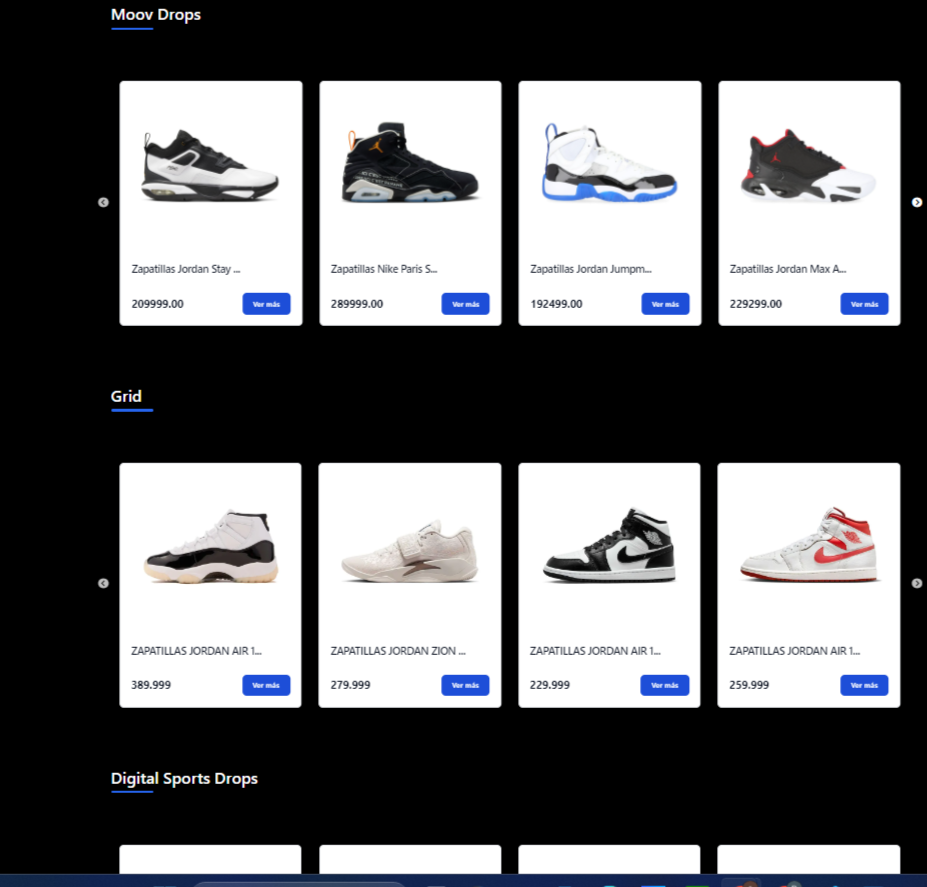 Moov Drops
Zapatillas Jordan Stay ...
209999.00
Ver más
Zapatillas Nike Paris S...
289999.00
Ver más
Zapatillas Jordan Jumpm...
192499.00
Ver más
Zapatillas Jordan Max A...
229299.00
Ver más
Grid
ZAPATILLAS JORDAN AIR 1...
389.999
Ver más
ZAPATILLAS JORDAN ZION ...
279.999
Ver más
ZAPATILLAS JORDAN AIR 1...
229.999
Ver más
ZAPATILLAS JORDAN AIR 1...
259.999
Ver más
Digital Sports Drops